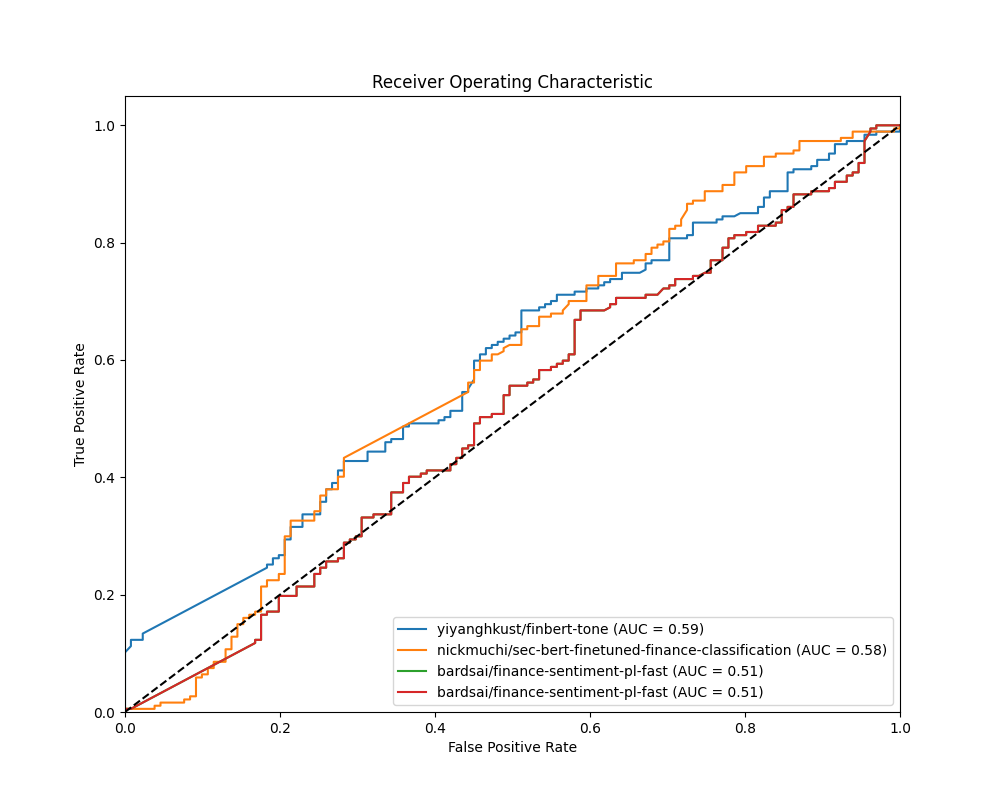 Receiver Operating Characteristic
True Positive Rate
1.0
0.8
0.6
0.4
0.2
0.0
yiyanghkust/finbert-tone (AUC = 0.59)
nickmuchi/sec-bert-finetuned-finance-classification (AUC = 0.58)
bardsai/finance-sentiment-pl-fast (AUC = 0.51)
bardsai/finance-sentiment-pl-fast (AUC = 0.51)
0.0 0.2 0.4 0.6 0.8 1.0
False Positive Rate